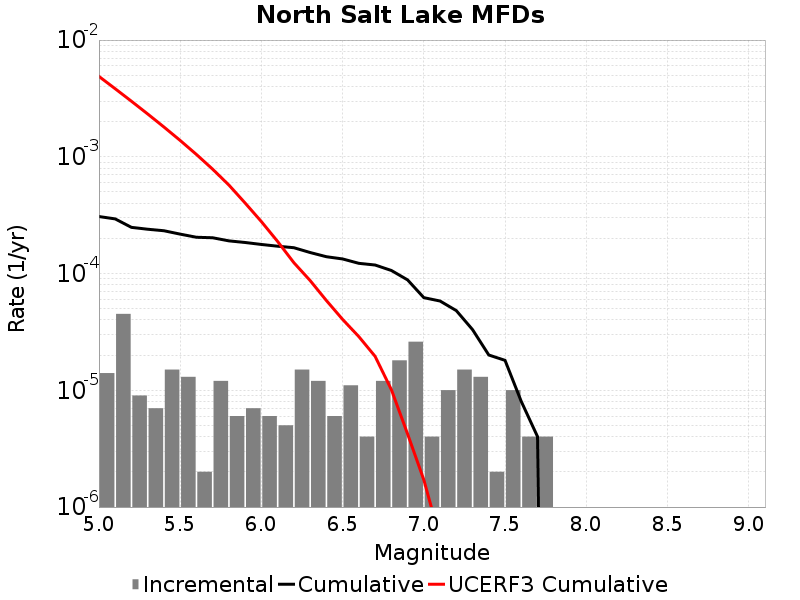 North Salt Lake MFDs
10-2
10-3
10-4
10-5
10-6
Rate (1/yr)
5.0 5.5 6.0 6.5 7.0 7.5 8.0 8.5 9.0
Magnitude
Incremental Cumulative UCERF3 Cumulative